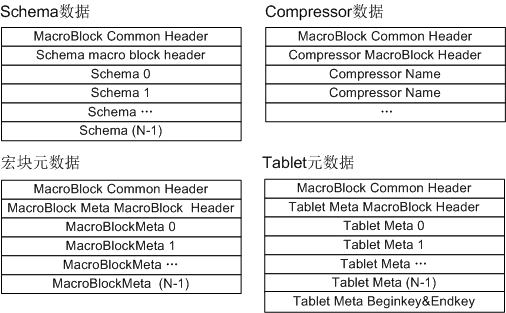 Schema数据
MacroBlock Common Header
Schema macro block header
Schema 0
Schema 1
Schema …
Schema (N-1)
Compressor数据
MacroBlock Common Header
Compressor MacroBlock Header
Compressor Name
Compressor Name
…
宏块元数据
MacroBlock Common Header
MacroBlock Meta MacroBlock Header
MacroBlockMeta 0
MacroBlockMeta 1
MacroBlockMeta …
MacroBlockMeta (N-1)
Tablet元数据
MacroBlock Common Header
Tablet Meta MacroBlock Header
Tablet Meta 0
Tablet Meta 1
Tablet Meta …
Tablet Meta (N-1)
Tablet Meta Beginkey&Endkey